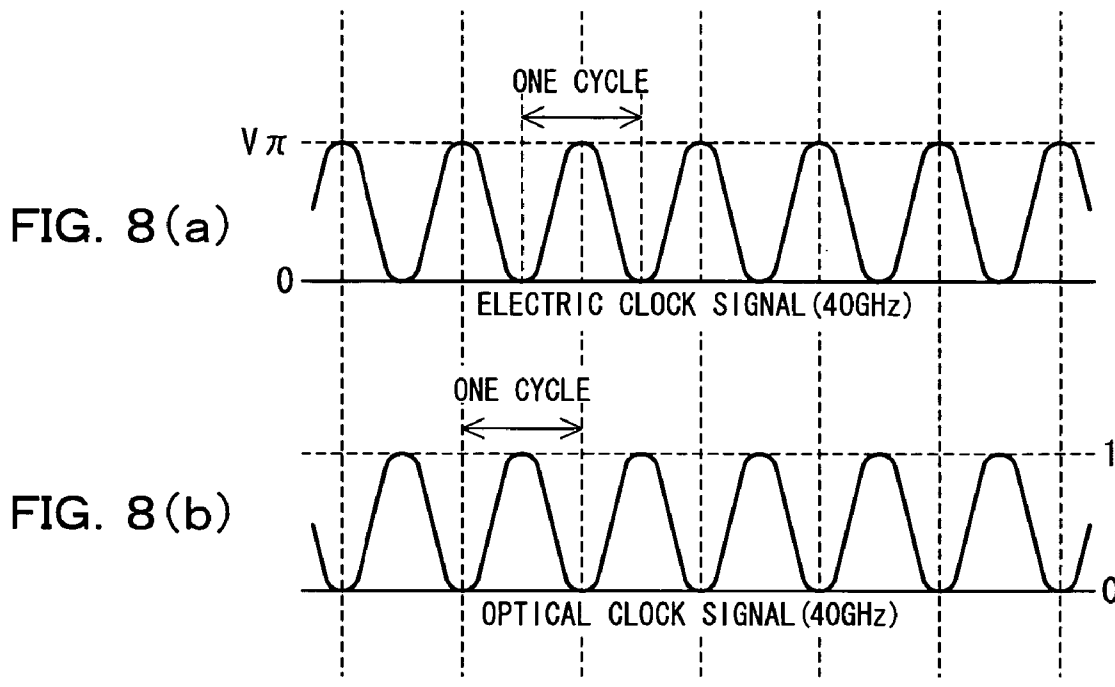 ONE CYCLE
Vπ
FIG. 8(a)
0
ELECTRIC CLOCK SIGNAL(40GHz)
ONE CYCLE
1
FIG. 8(b)
0
OPTICAL CLOCK SIGNAL(40GHz)